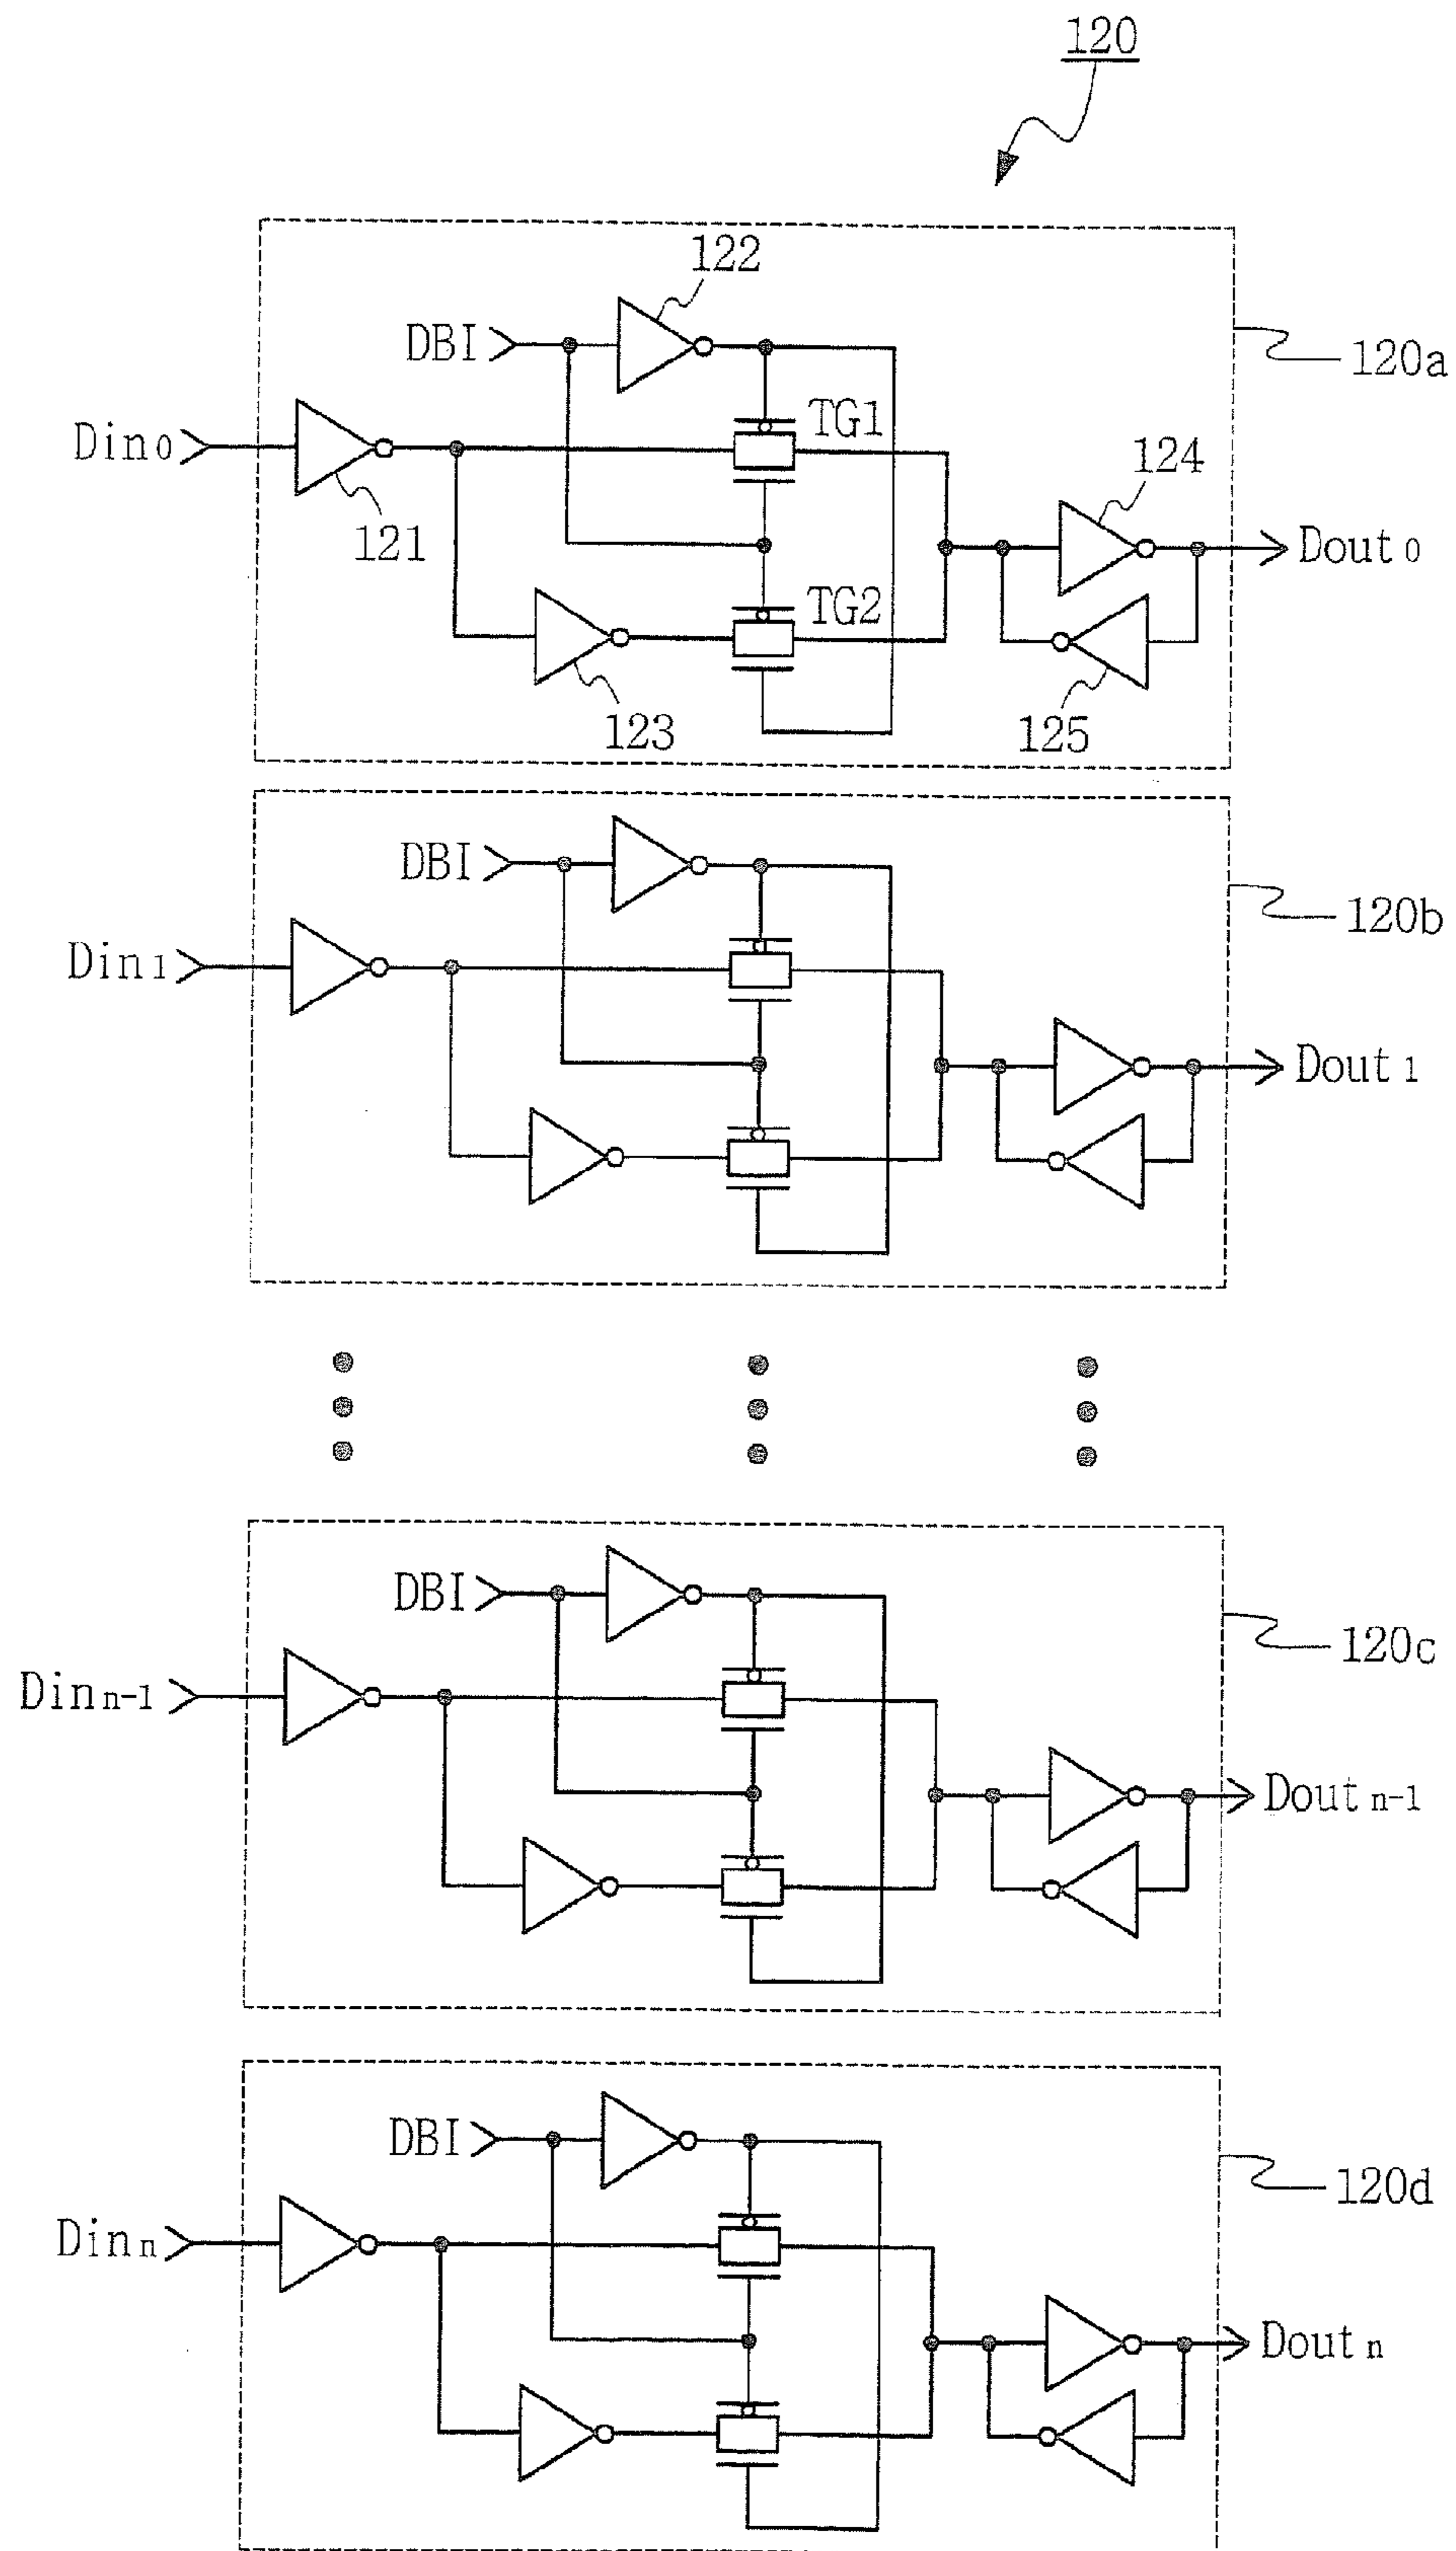 120
122
DBI
120a
TG1
Din0
124
121
Dout0
TG2
123
125
DBI
120b
Din1
Dout1
DBI
120c
Dinn-1
Doutn-1
DBI
120d
Dinn
Doutn